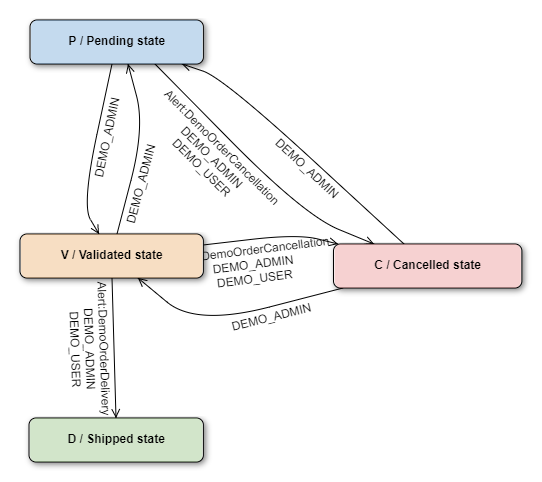 P / Pending state
DEMO_ADMIN
DEMO_ADMIN
Alert:DemoOrderCancellation
DEMO_ADMIN
DEMO_USER
DEMO_ADMIN
V / Validated state
DemoOrderCancellation
DEMO_ADMIN
DEMO_USER
C / Cancelled state
DEMO_ADMIN
Alert:DemoOrderDelivery
DEMO_ADMIN
DEMO_USER
D / Shipped state